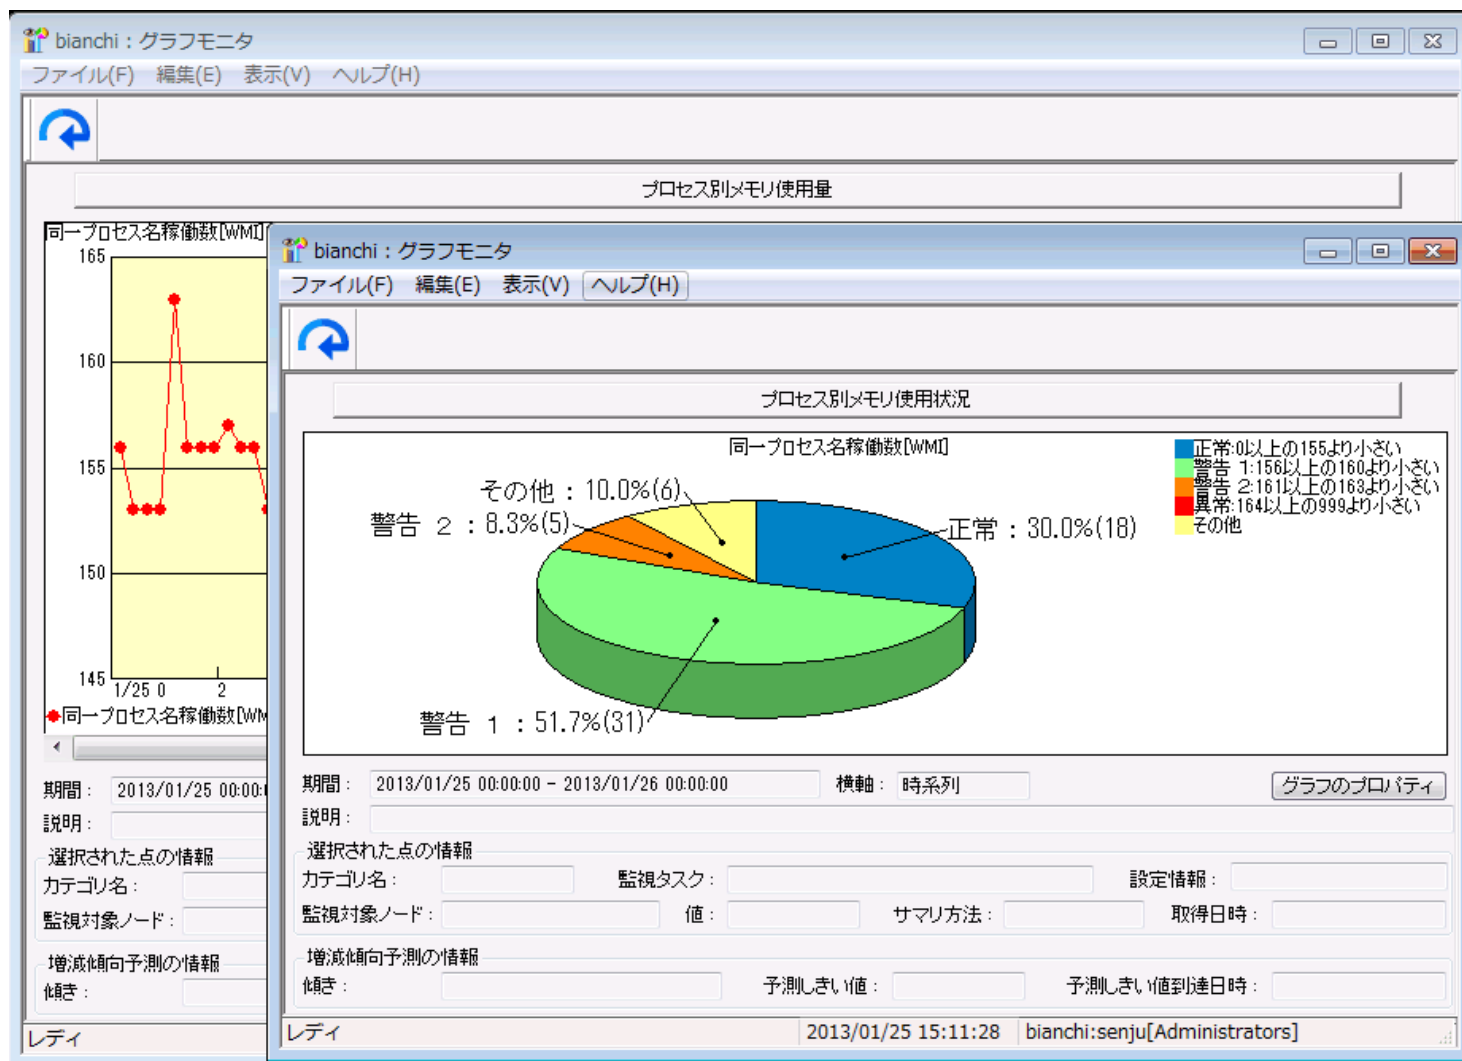 bianchi : グラフモニタ
ファイル(F) 編集(E) 表示(V) ヘルプ(H)
プロセス別メモリ使用量
同一プロセス名稼働数[WMI]
165
160
155
150
145
1/25 0 2
同一プロセス名稼働数[WM
期間 : 2013/01/25 00:00:
説明 :
選択された点の情報
カテゴリ名 :
監視対象ノード :
増減傾向予測の情報
傾き :
レディ
bianchi : グラフモニタ
ファイル(F) 編集(E) 表示(V) ヘルプ(H)
プロセス別メモリ使用状況
同一プロセス名稼働数[WMI]
正常:0以上の155より小さい
警告 1:156以上の160より小さい
警告 2:161以上の163より小さい
異常:164以上の999より小さい
その他
その他 : 10.0%(6)
警告 2 : 8.3%(5)
正常 : 30.0%(18)
警告 1 : 51.7%(31)
期間 : 2013/01/25 00:00:00 - 2013/01/26 00:00:00 横軸 : 時系列 グラフのプロパティ
説明 :
選択された点の情報
カテゴリ名 : 監視タスク : 設定情報 :
監視対象ノード : 値 : サマリ方法 : 取得日時 :
増減傾向予測の情報
傾き : 予測しきい値 : 予測しきい値到達日時 :
レディ 2013/01/25 15:11:28 bianchi:senju[Administrators]